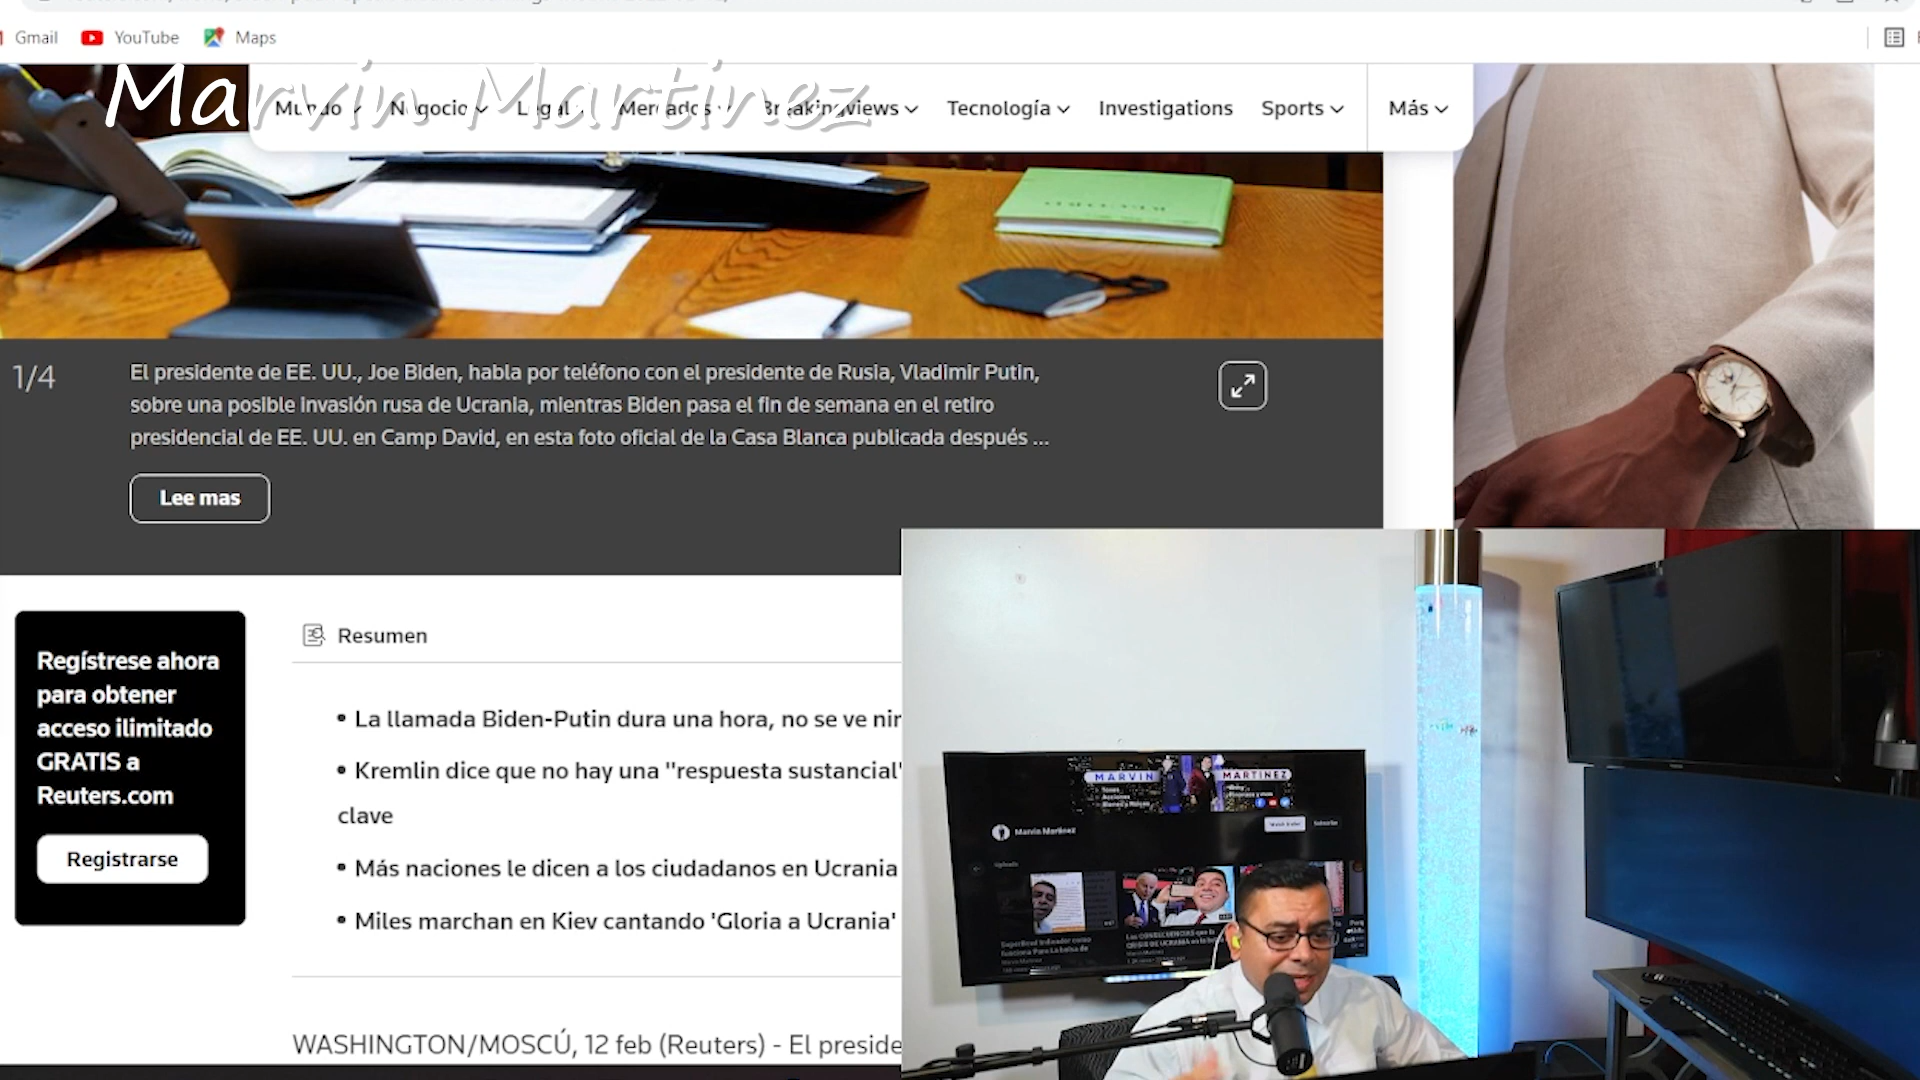 Gmail
YouTube
Maps
Marvin Martinez
Mundo
Negocio
Legal
Mercados
Breakingviews
Tecnología
Investigations
Sports
Más
1/4
El presidente de EE. UU., Joe Biden, habla por teléfono con el presidente de Rusia, Vladimir Putin,
sobre una posible invasión rusa de Ucrania, mientras Biden pasa el fin de semana en el retiro
presidencial de EE. UU. en Camp David, en esta foto oficial de la Casa Blanca publicada después ...
Lee mas
Regístrese ahora
para obtener
acceso ilimitado
GRATIS a
Reuters.com
Registrarse
Resumen
• La llamada Biden-Putin dura una hora, no se ve
• Kremlin dice que no hay una "respuesta sustancial"
clave
• Más naciones le dicen a los ciudadanos en Ucrania
• Miles marchan en Kiev cantando 'Gloria a Ucrania'
WASHINGTON/MOSCÚ, 12 feb (Reuters) - El preside
MARVIN
MARTINEZ
Marvin Martinez